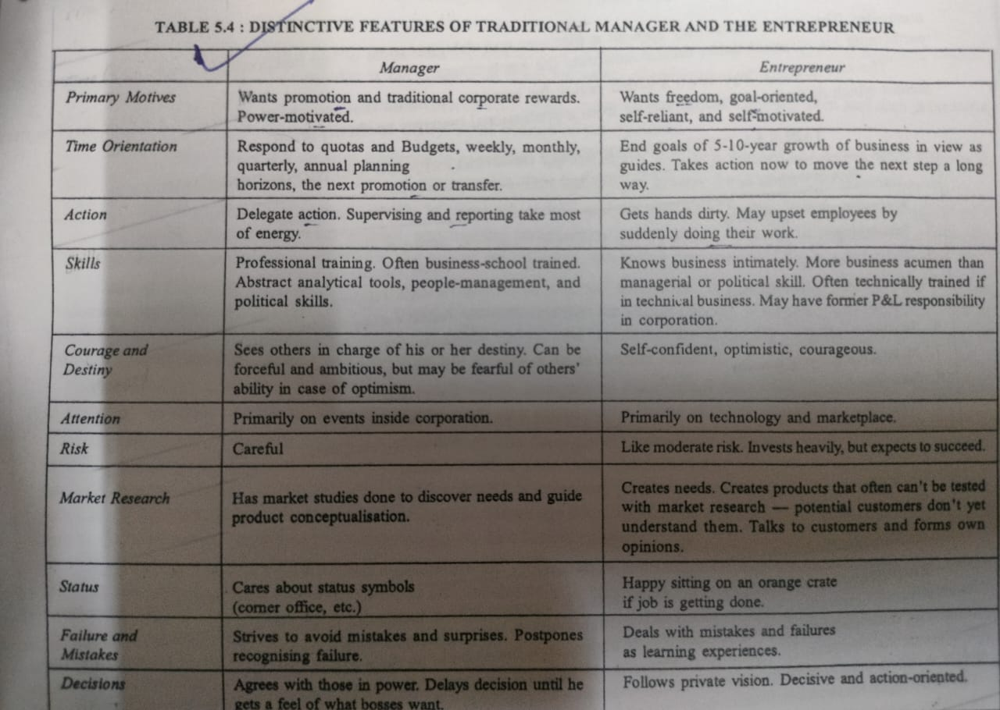 TABLE 5.4 : DISTINCTIVE FEATURES OF TRADITIONAL MANAGER AND THE ENTREPRENEUR
Manager
Entrepreneur
Primary Motives
Wants promotion and traditional corporate rewards.
Power-motivated.
Wants freedom, goal-oriented,
self-reliant, and self-motivated.
Time Orientation
Respond to quotas and Budgets, weekly, monthly,
quarterly, annual planning
horizons, the next promotion or transfer.
End goals of 5-10-year growth of business in view as
guides. Takes action now to move the next step a long
way.
Action
Delegate action. Supervising and reporting take most
of energy.
Gets hands dirty. May upset employees by
suddenly doing their work.
Skills
Professional training. Often business-school trained.
Abstract analytical tools, people-management, and
political skills.
Knows business intimately. More business acumen than
managerial or political skill. Often technically trained if
in technical business. May have former P&L responsibility
in corporation.
Courage and
Destiny
Sees others in charge of his or her destiny. Can be
forceful and ambitious, but may be fearful of others'
ability in case of optimism.
Self-confident, optimistic, courageous.
Attention
Primarily on events inside corporation.
Primarily on technology and marketplace.
Risk
Careful
Like moderate risk. Invests heavily, but expects to succeed.
Market Research
Has market studies done to discover needs and guide
product conceptualisation.
Creates needs. Creates products that often can't be tested
with market research — potential customers don't yet
understand them. Talks to customers and forms own
opinions.
Status
Cares about status symbols
(corner office, etc.)
Happy sitting on an orange crate
if job is getting done.
Failure and
Mistakes
Strives to avoid mistakes and surprises. Postpones
recognising failure.
Deals with mistakes and failures
as learning experiences.
Decisions
Agrees with those in power. Delays decision until he
gets a feel of what bosses want.
Follows private vision. Decisive and action-oriented.